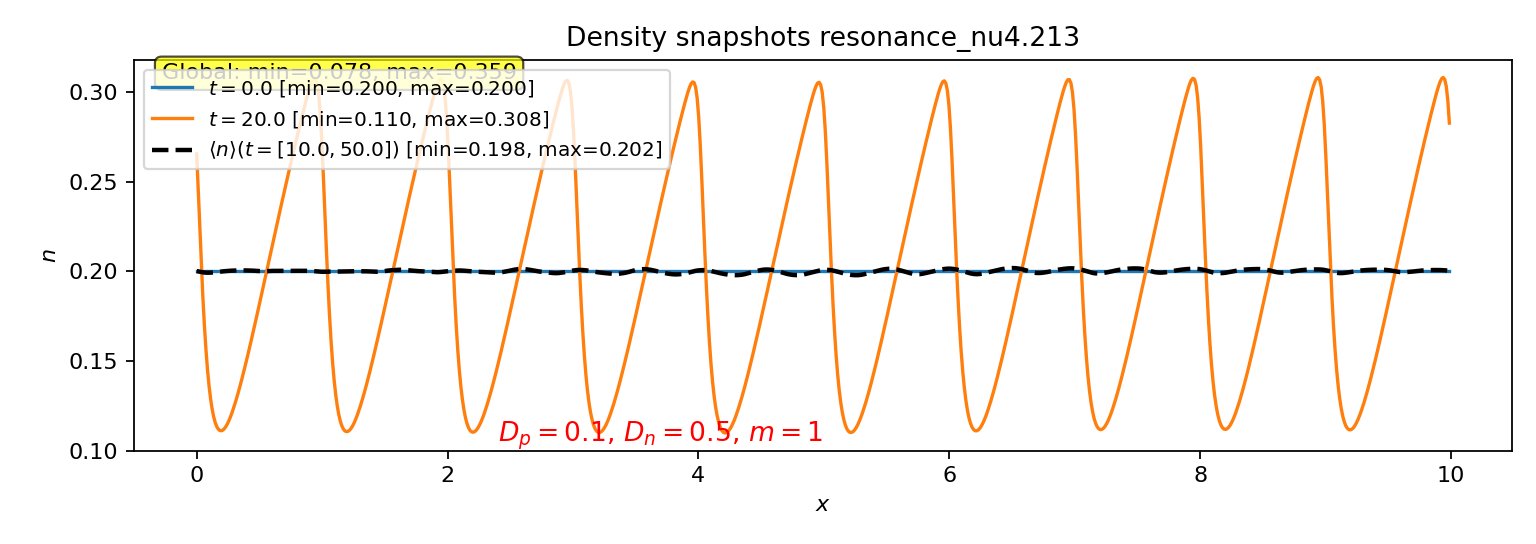 Density snapshots resonance_nu4.213
Global: min=0.078, max=0.359
t = 0.0 [min=0.200, max=0.200]
t = 20.0 [min=0.110, max=0.308]
⟨n⟩(t = [10.0, 50.0]) [min=0.198, max=0.202]
0.30
0.25
0.20
0.15
0.10
n
D_p = 0.1, D_n = 0.5, m = 1
0 2 4 6 8 10
x